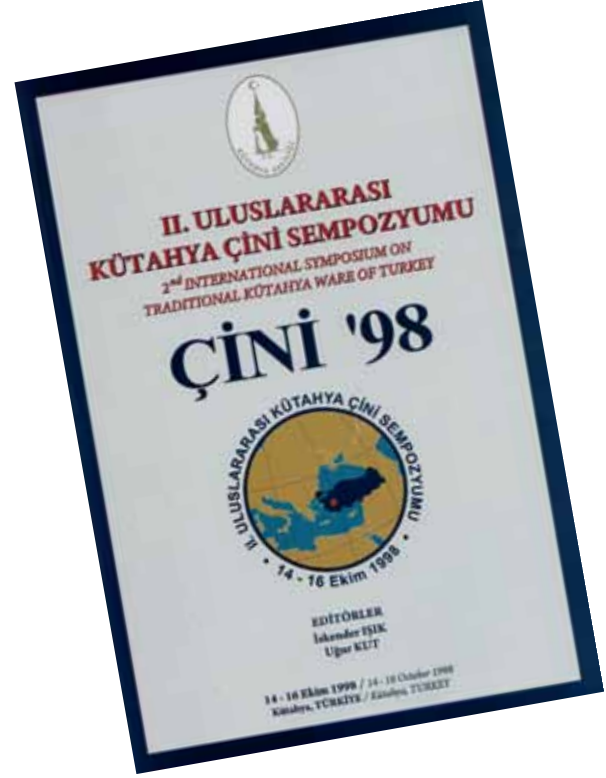 II. ULUSLARARASI
KÜTAHYA ÇİNİ SEMPOZYUMU
2nd INTERNATIONAL SYMPOSIUM ON
TRADITIONAL KÜTAHYA WARE OF TURKEY
ÇİNİ '98
II. ULUSLARARASI KÜTAHYA ÇİNİ SEMPOZYUMU
• 14 - 16 Ekim 1998 •
EDİTÖRLER
İskender IŞIK
Uğur KUT
14 - 16 Ekim 1998 / 14 - 16 October 1998
Kütahya, TÜRKİYE / Kütahya, TURKEY